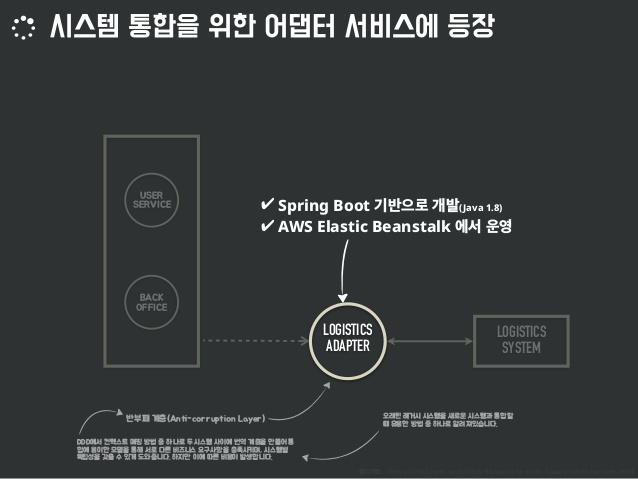 시스템 통합을 위한 어댑터 서비스에 등장
USER
SERVICE
✔ Spring Boot 기반으로 개발(Java 1.8)
✔ AWS Elastic Beanstalk 에서 운영
BACK
OFFICE
LOGISTICS
ADAPTER
LOGISTICS
SYSTEM
반부패 계층(Anti-corruption Layer)
오래된 레거시 시스템을 새로운 시스템과 통합할
때 유용한 방법 중 하나로 알려져있습니다.
DDD에서 컨텍스트 매핑 방법 중 하나로 두 시스템 사이에 번역 계층을 만들어 통
합에 용이한 모델을 통해 서로 다른 비즈니스 요구사항을 충족시키며, 시스템별
독립성을 갖출 수 있게 도와줍니다. 하지만 이에 따른 비용이 발생합니다.